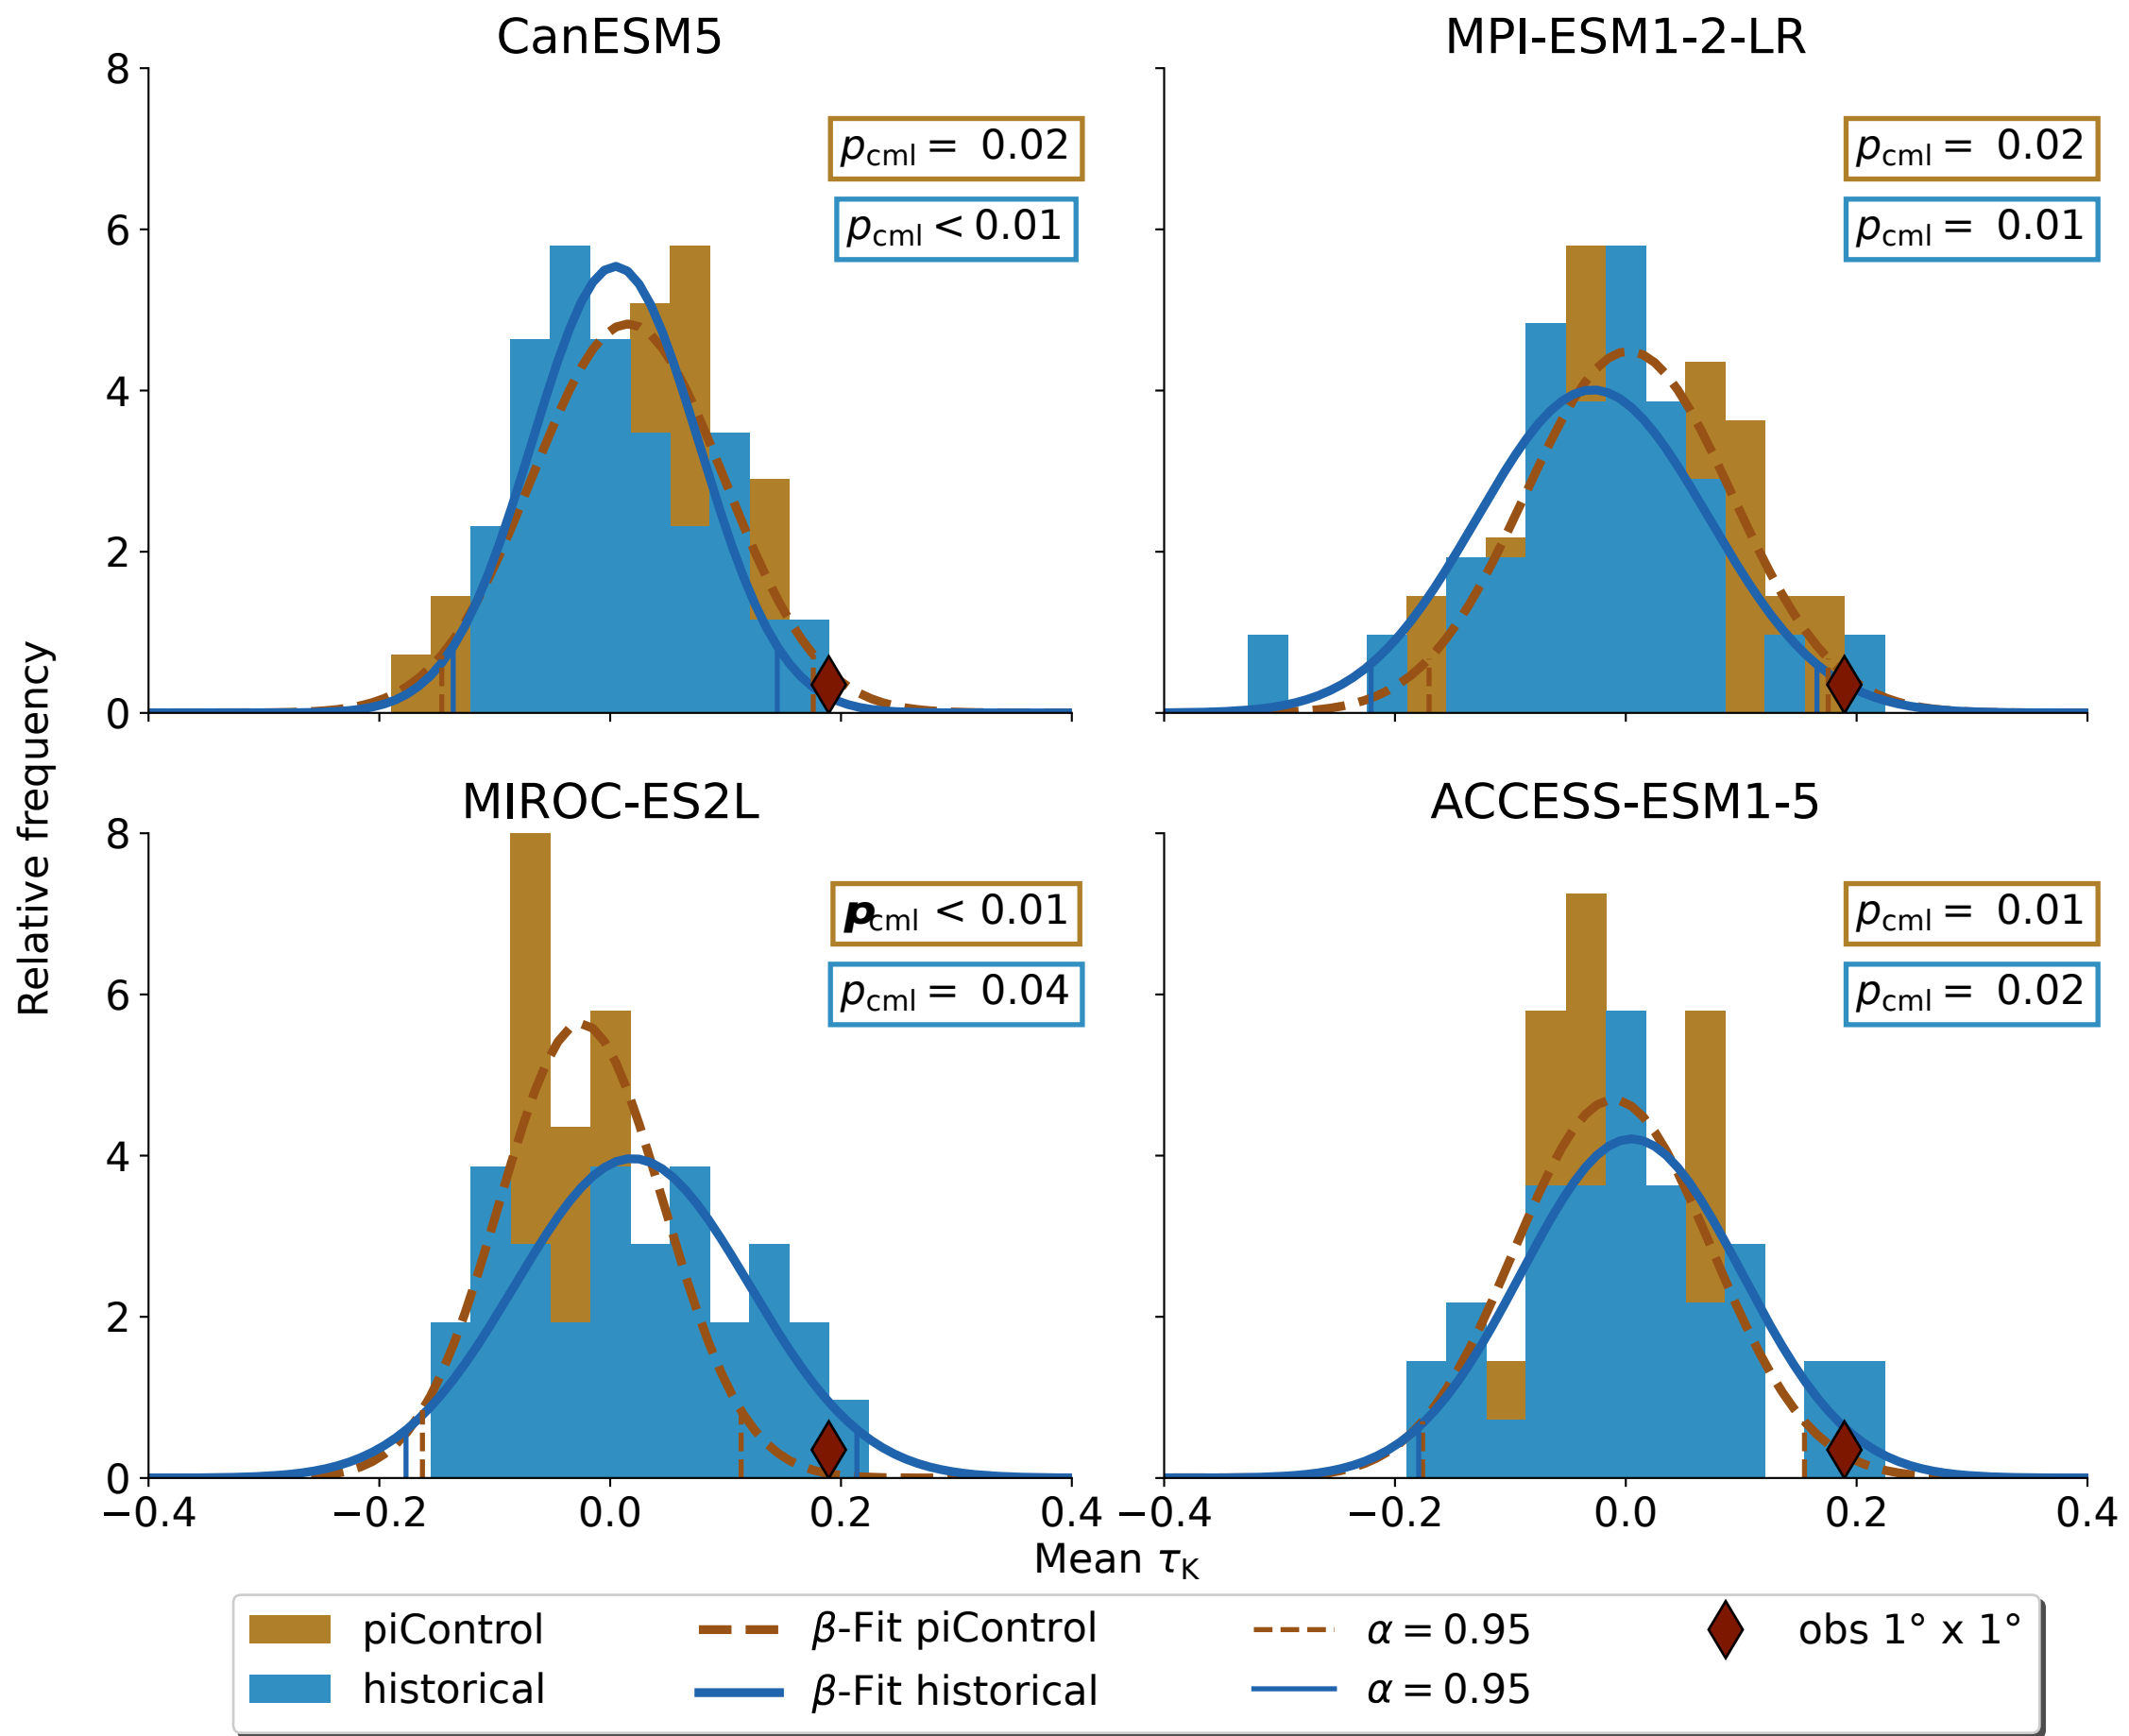 CanESM5
8
6
4
2
0
p_cml = 0.02
p_cml < 0.01
MPI-ESM1-2-LR
p_cml = 0.02
p_cml = 0.01
Relative frequency
MIROC-ES2L
8
6
4
2
0
p_cml < 0.01
p_cml = 0.04
−0.4 −0.2 0.0 0.2 0.4
ACCESS-ESM1-5
p_cml = 0.01
p_cml = 0.02
−0.4 −0.2 0.0 0.2 0.4
Mean τ_K
piControl
historical
β-Fit piControl
β-Fit historical
α = 0.95
α = 0.95
obs 1° x 1°